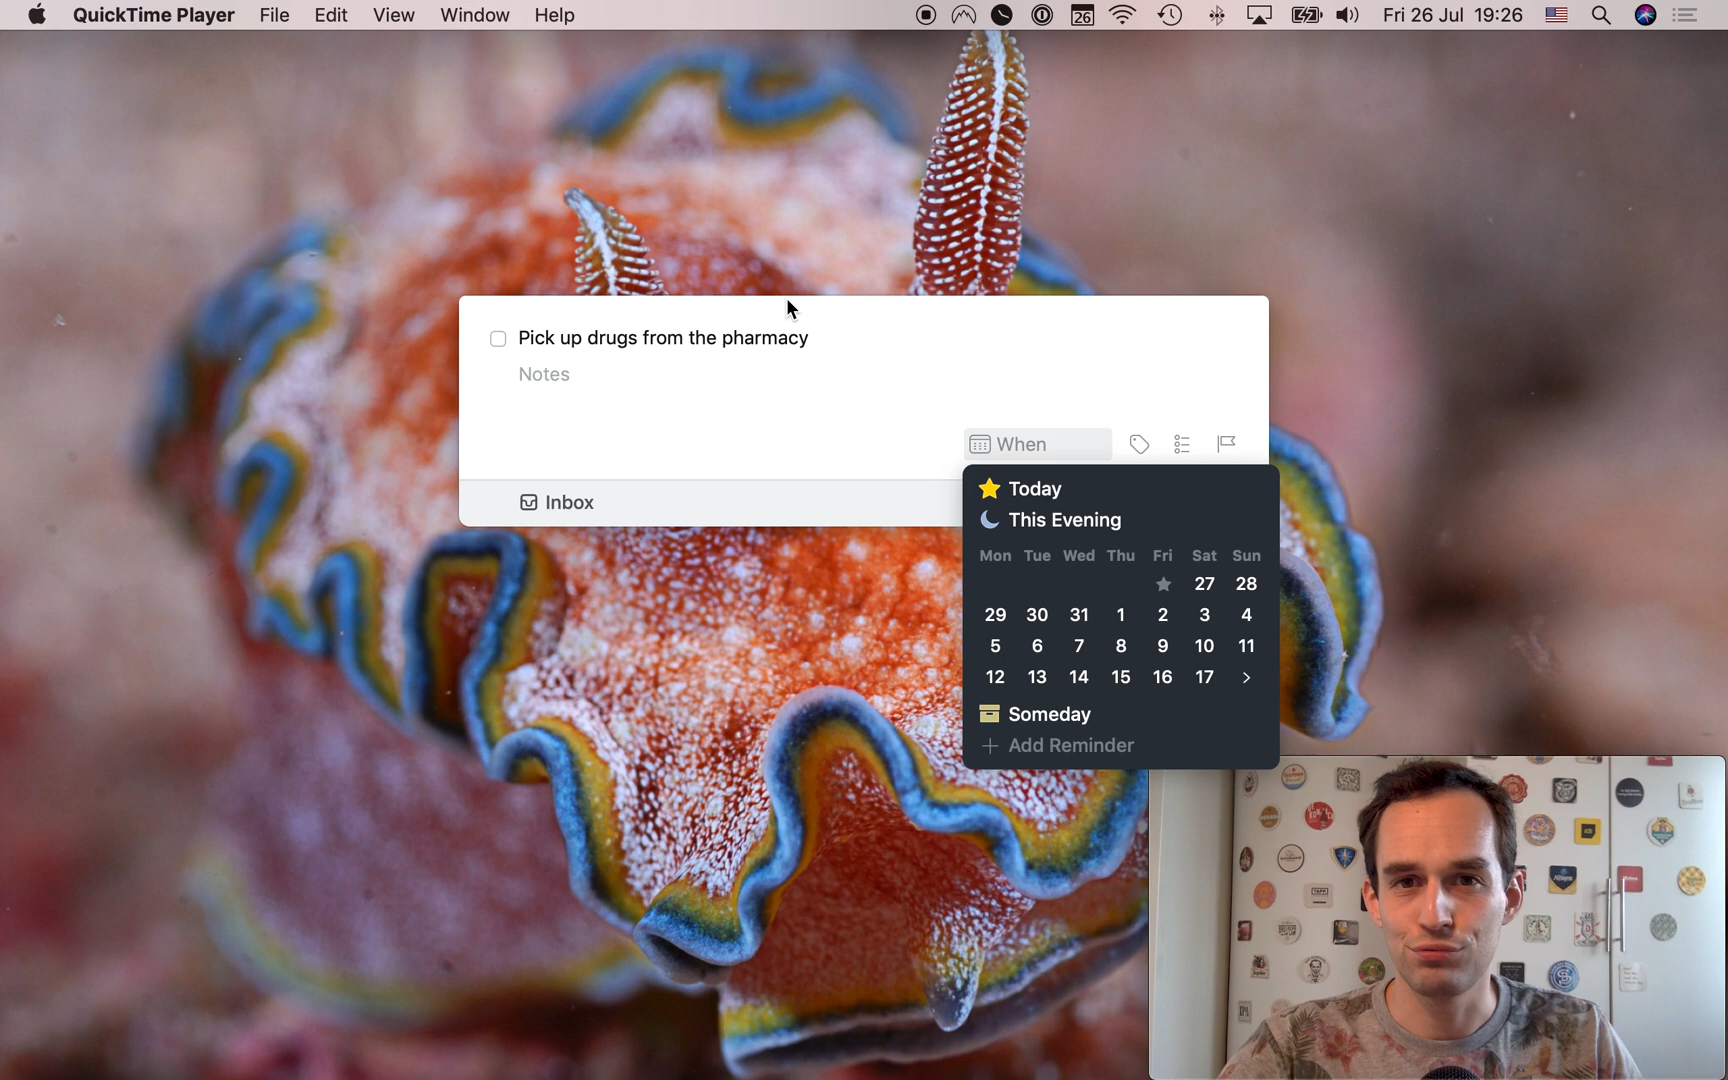 QuickTime Player File Edit View Window Help
26 Fri 26 Jul 19:26
Pick up drugs from the pharmacy
Notes
When
Inbox
Today
This Evening
Mon Tue Wed Thu Fri Sat Sun
27 28
29 30 31 1 2 3 4
5 6 7 8 9 10 11
12 13 14 15 16 17 >
Someday
Add Reminder